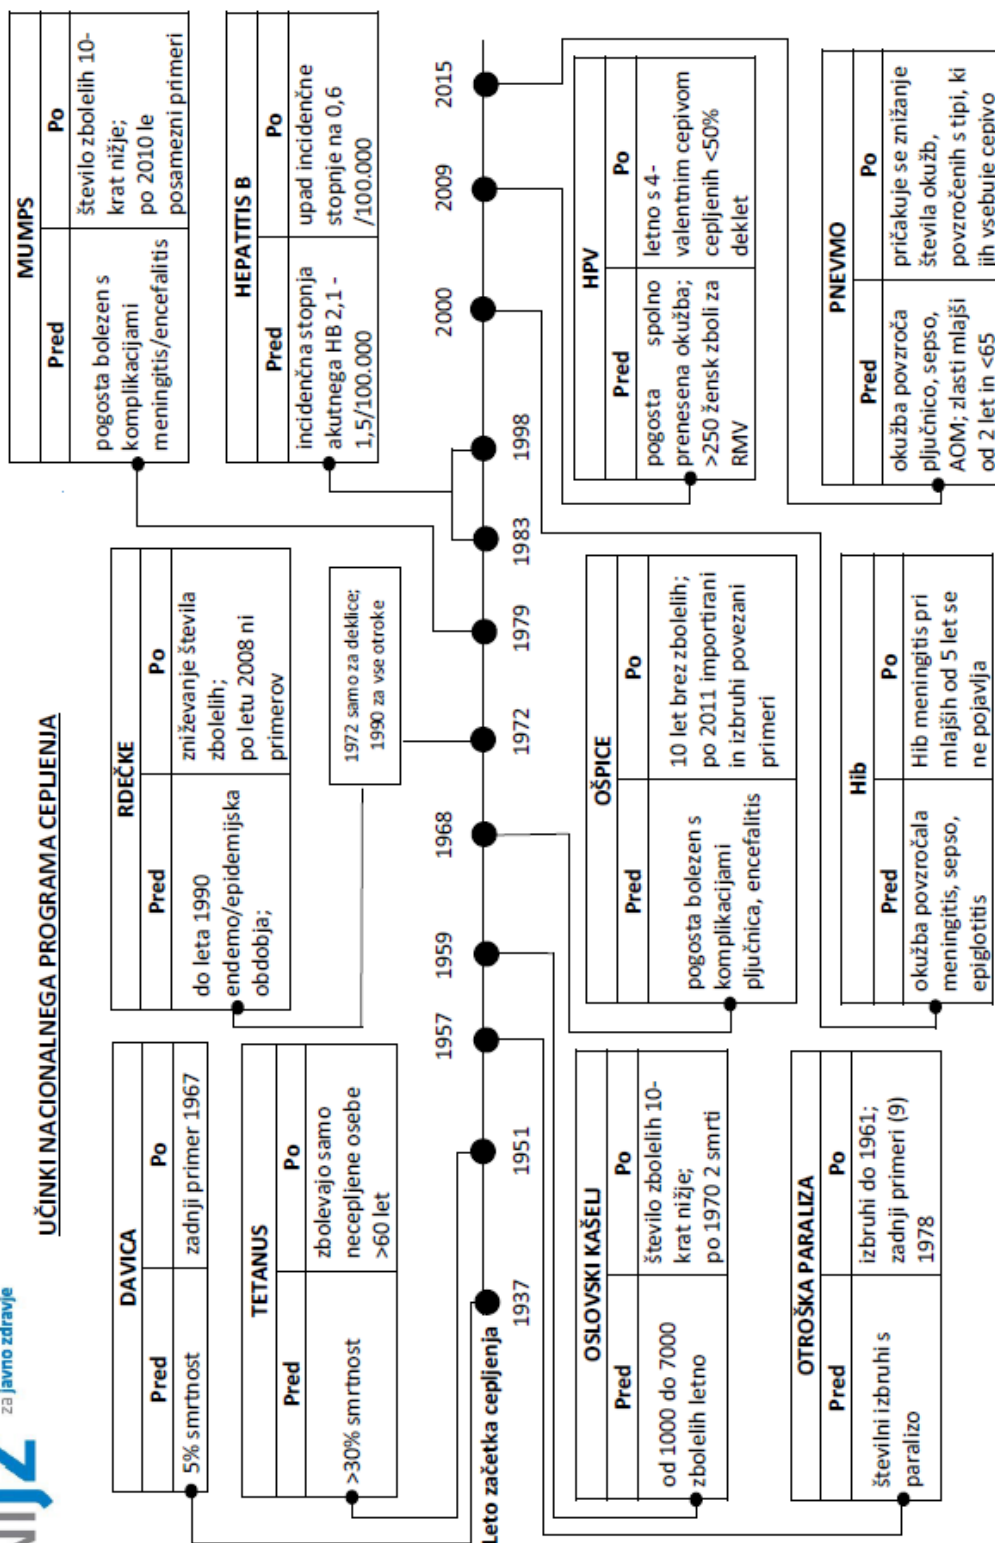 NIJZ
za javno zdravje
UČINKI NACIONALNEGA PROGRAMA CEPLJENJA
DAVICA
Pred
Po
5% smrtnost
zadnji primer 1967
TETANUS
Pred
Po
>30% smrtnost
zbolevajo samo
necepljene osebe
>60 let
RDEČKE
Pred
Po
do leta 1990
endemo/epidemijska
obdobja;
zniževanje števila
zbolelih;
po letu 2008 ni
primerov
1972 samo za deklice;
1990 za vse otroke
MUMPS
Pred
Po
pogosta bolezen s
komplikacijami
meningitis/encefalitis
število zbolelih 10-
krat nižje;
po 2010 le
posamezni primeri
HEPATITIS B
Pred
Po
incidenčna stopnja
akutnega HB 2,1 -
1,5/100.000
upad incidenčne
stopnje na 0,6
/100.000
Leto začetka cepljenja
1937
1951
1957
1959
1968
1972
1979
1983
1998
2000
2009
2015
OSLOVSKI KAŠELJ
Pred
Po
od 1000 do 7000
zbolelih letno
število zbolelih 10-
krat nižje;
po 1970 2 smrti
OTROŠKA PARALIZA
Pred
Po
številni izbruhi s
paralizo
izbruhi do 1961;
zadnji primeri (9)
1978
OŠPICE
Pred
Po
pogosta bolezen s
komplikacijami
pljučnica, encefalitis
10 let brez zbolelih;
po 2011 importirani
in izbruhi povezani
primeri
Hib
Pred
Po
okužba povzročala
meningitis, sepso,
epiglotitis
Hib meningitis pri
mlajših od 5 let se
ne pojavlja
HPV
Pred
Po
pogosta spolno
prenesena okužba;
>250 žensk zboli za
RMV
letno s 4-
valentnim cepivom
cepljenih <50%
deklet
PNEVMO
Pred
Po
okužba povzroča
pljučnico, sepso,
AOM; zlasti mlajši
od 2 let in <65
pričakuje se znižanje
števila okužb,
povzročenih s tipi, ki
jih vsebuje cepivo